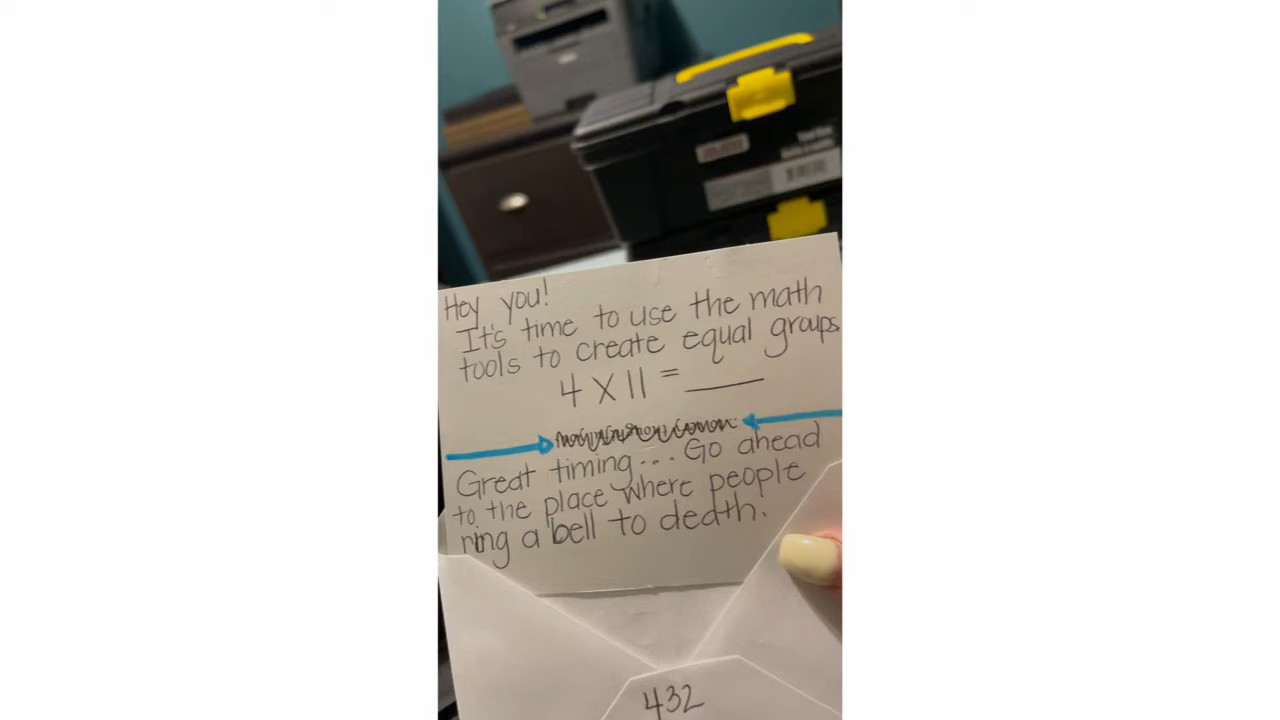 Hey you!
It's time to use the math
tools to create equal groups
4 X 11 = ____
Great timing... Go ahead
to the place where people
ring a bell to death!
432